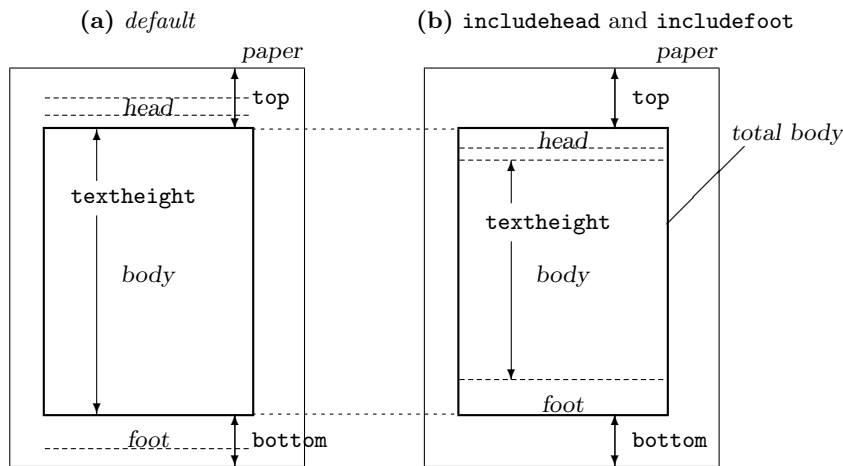 (a) default
(b) includehead and includefoot
paper
paper
top
head
top
head
total body
textheight
textheight
body
body
foot
foot
bottom
bottom